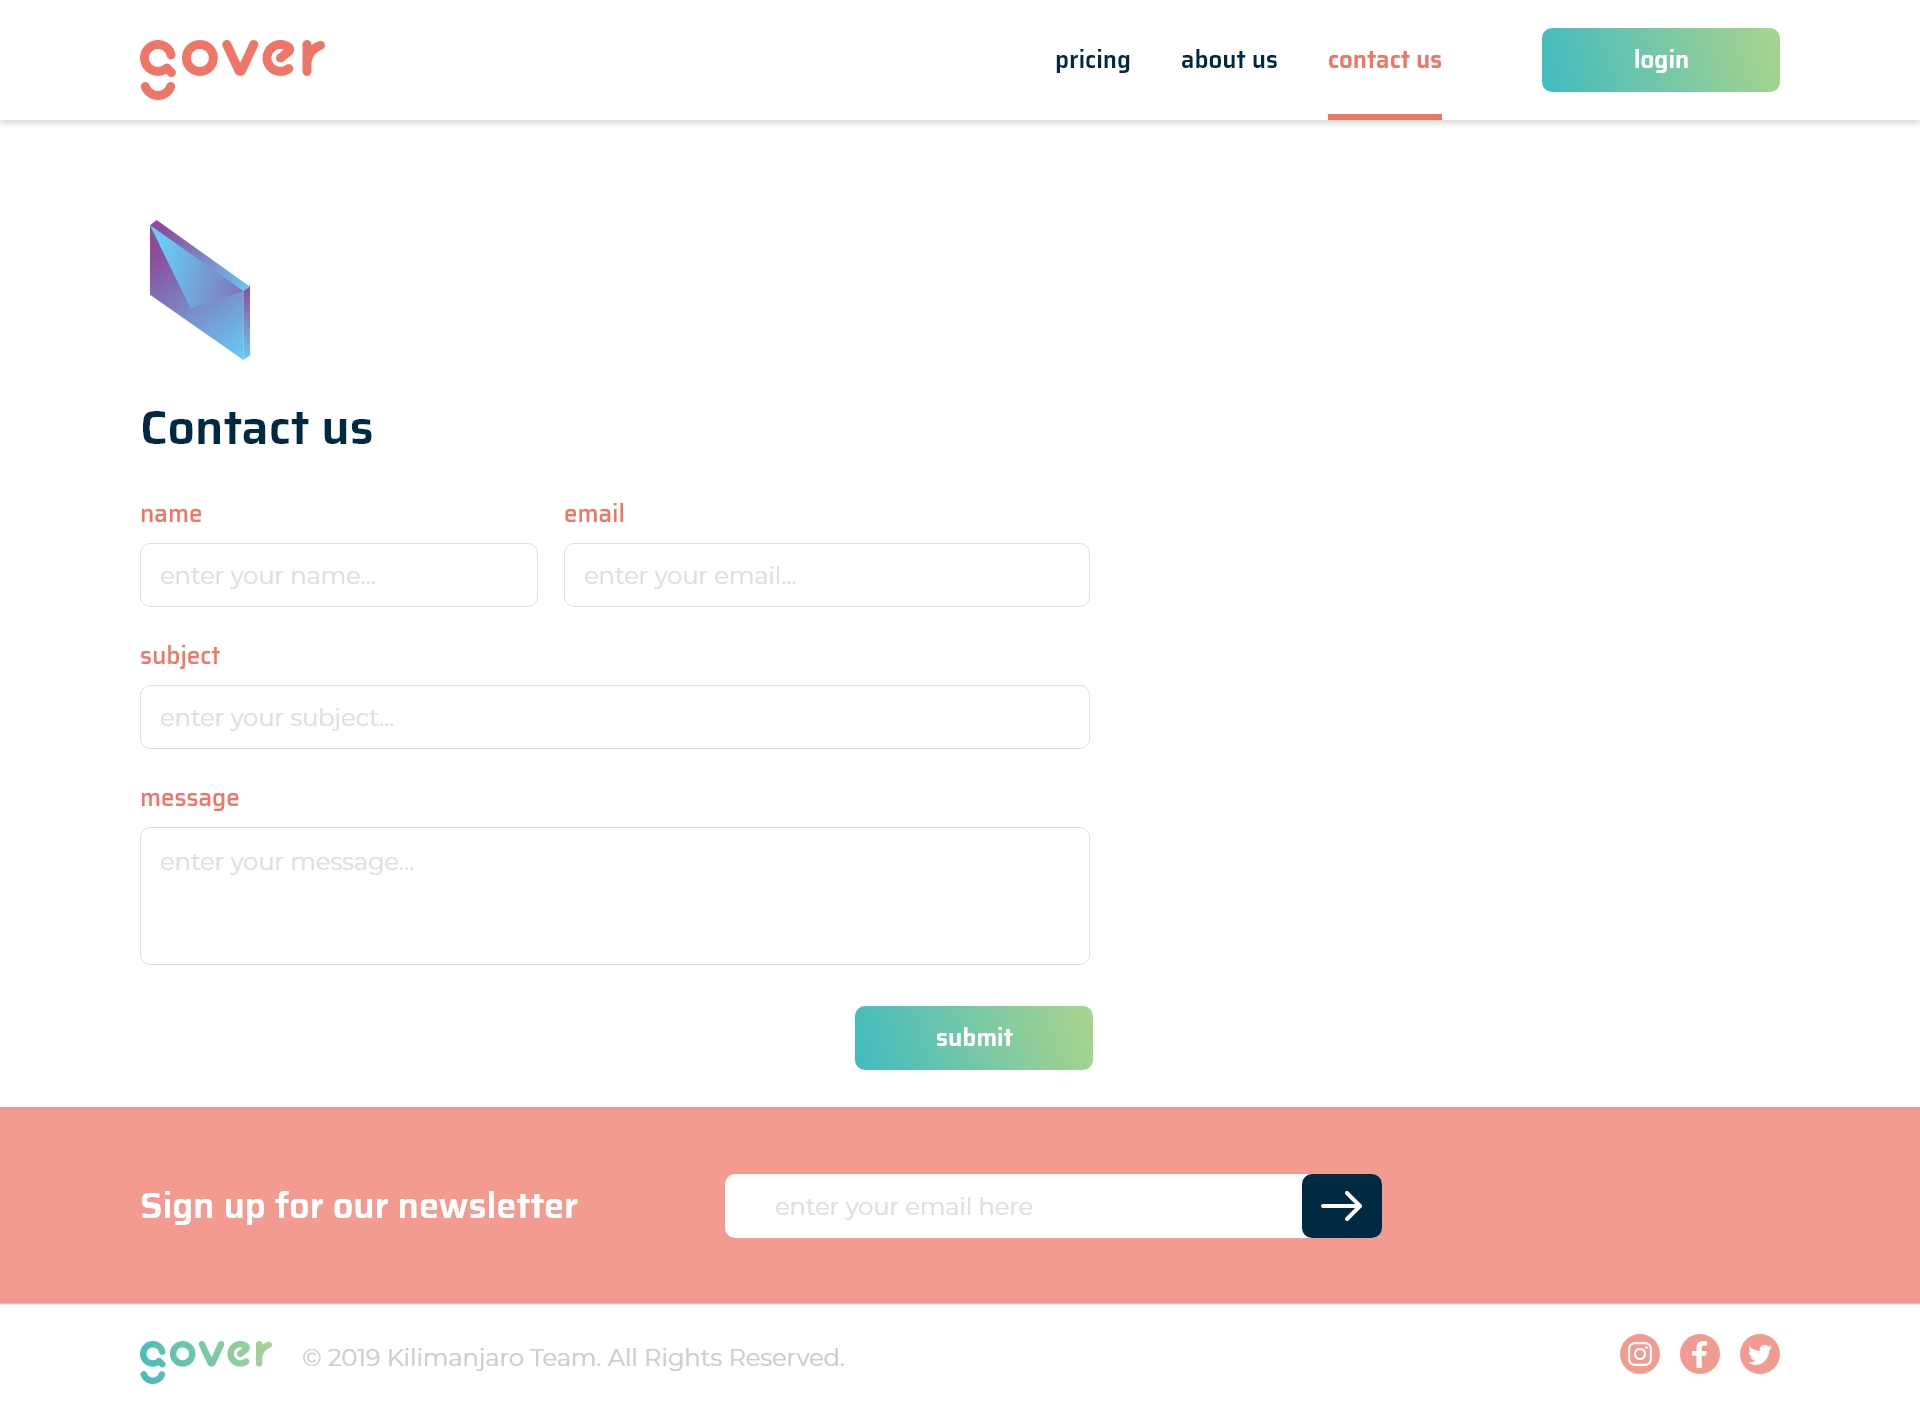 gover
pricing
about us
contact us
login
Contact us
name
email
enter your name...
enter your email...
subject
enter your subject...
message
enter your message...
submit
Sign up for our newsletter
enter your email here
gover
© 2019 Kilimanjaro Team. All Rights Reserved.